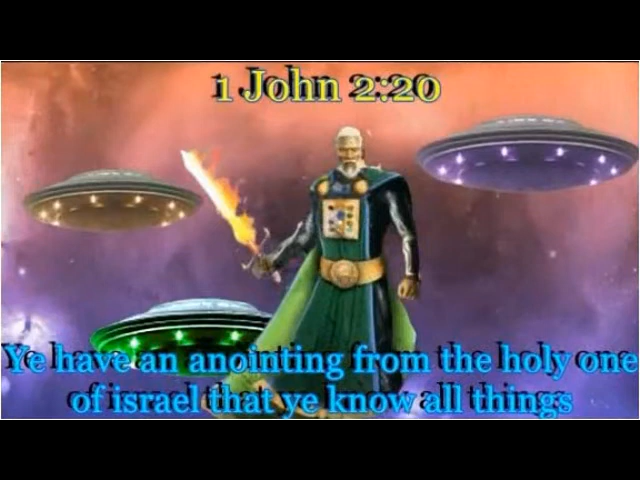 1 John 2:20
Ye have an anointing from the holy one
of israel that ye know all things